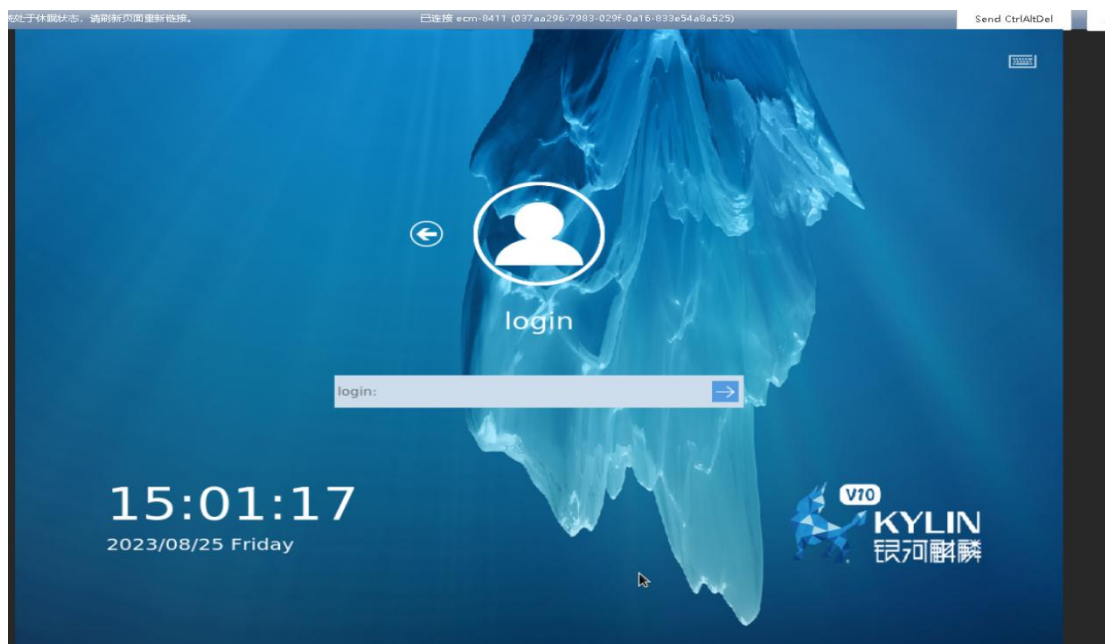 处于休眠状态，请刷新页面重新链接。
已连接 ecm-8411 (037aa296-7983-029f-0a16-833e54a8a525)
Send CtrlAltDel
login
login:
15:01:17
2023/08/25 Friday
V10
KYLIN
银河麒麟